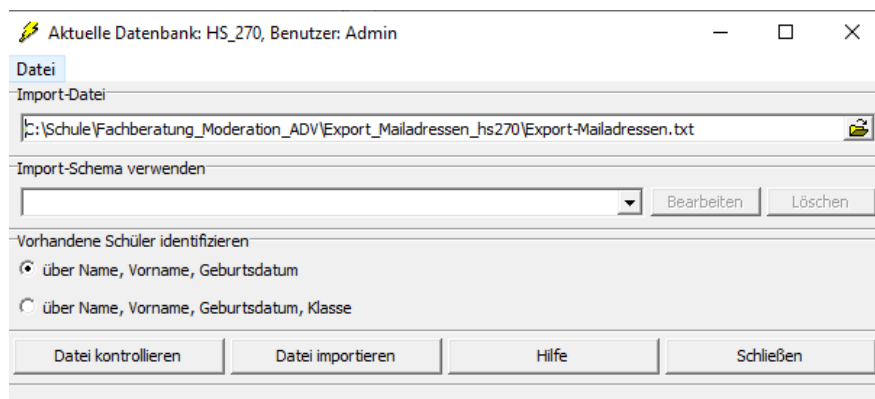 Aktuelle Datenbank: HS_270, Benutzer: Admin
Datei
Import-Datei
C:\Schule\Fachberatung_Moderation_ADV\Export_Mailadressen_hs270\Export-Mailadressen.txt
Import-Schema verwenden
Bearbeiten Löschen
Vorhandene Schüler identifizieren
über Name, Vorname, Geburtsdatum
über Name, Vorname, Geburtsdatum, Klasse
Datei kontrollieren Datei importieren Hilfe Schließen